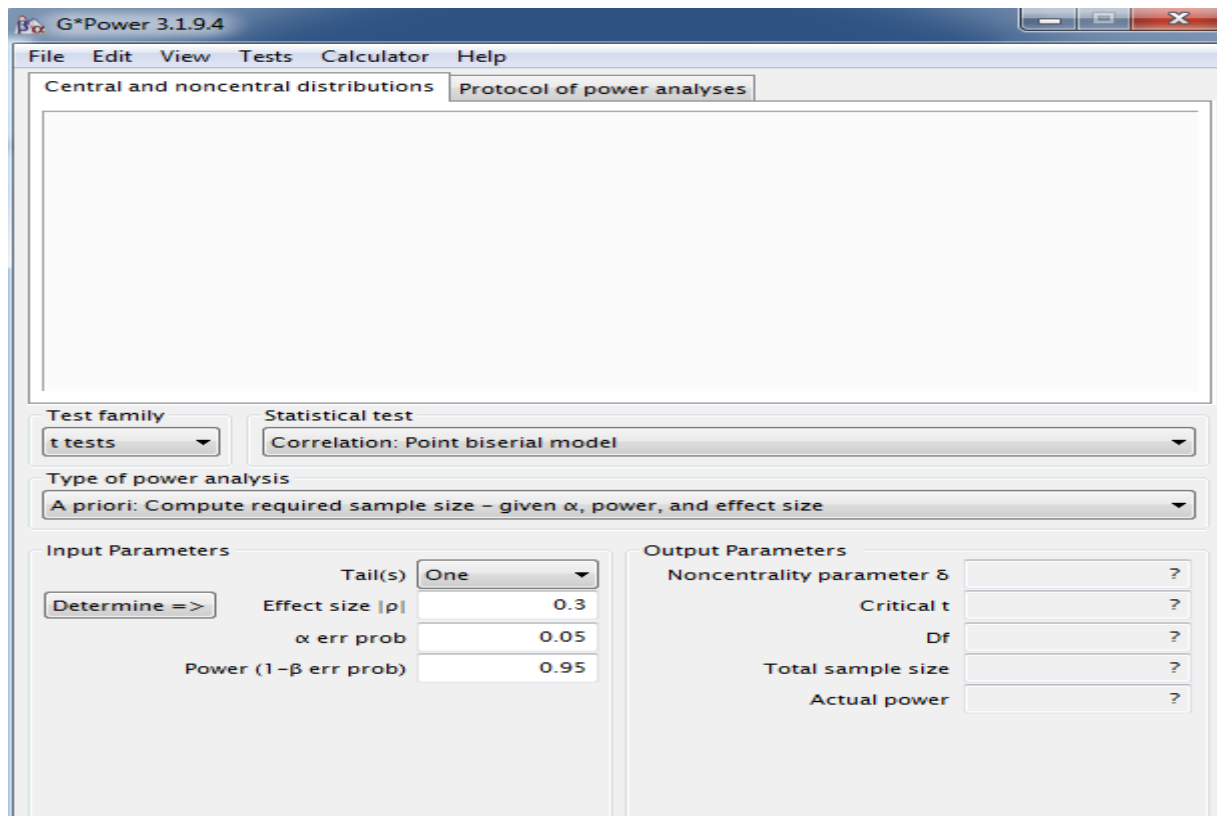 G*Power 3.1.9.4
File Edit View Tests Calculator Help
Central and noncentral distributions Protocol of power analyses
Test family Statistical test
t tests Correlation: Point biserial model
Type of power analysis
A priori: Compute required sample size – given α, power, and effect size
Input Parameters Output Parameters
Tail(s) One Noncentrality parameter δ ?
Determine => Effect size |ρ| 0.3 Critical t ?
α err prob 0.05 Df ?
Power (1–β err prob) 0.95 Total sample size ?
Actual power ?